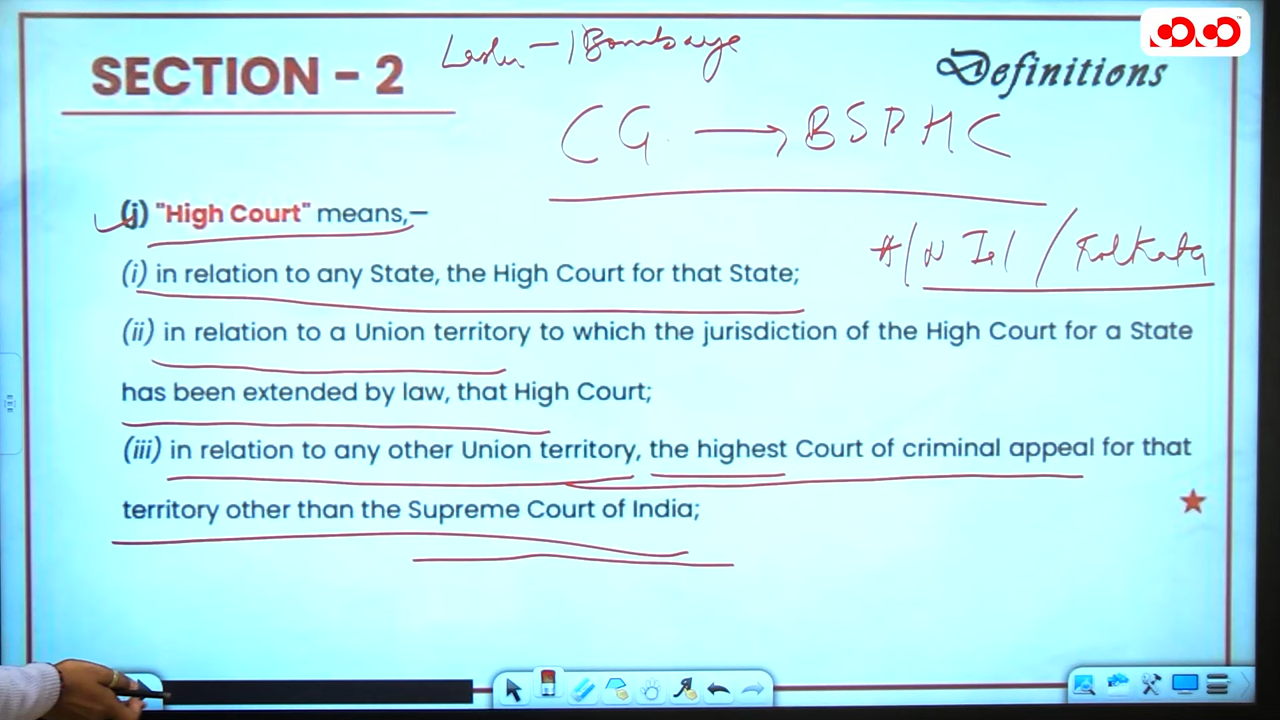 SECTION - 2
Bombaye
Definitions
CG → BSPHC
(j) "High Court" means,—
(i) in relation to any State, the High Court for that State;
/ Kolkata
(ii) in relation to a Union territory to which the jurisdiction of the High Court for a State
has been extended by law, that High Court;
(iii) in relation to any other Union territory, the highest Court of criminal appeal for that
territory other than the Supreme Court of India;